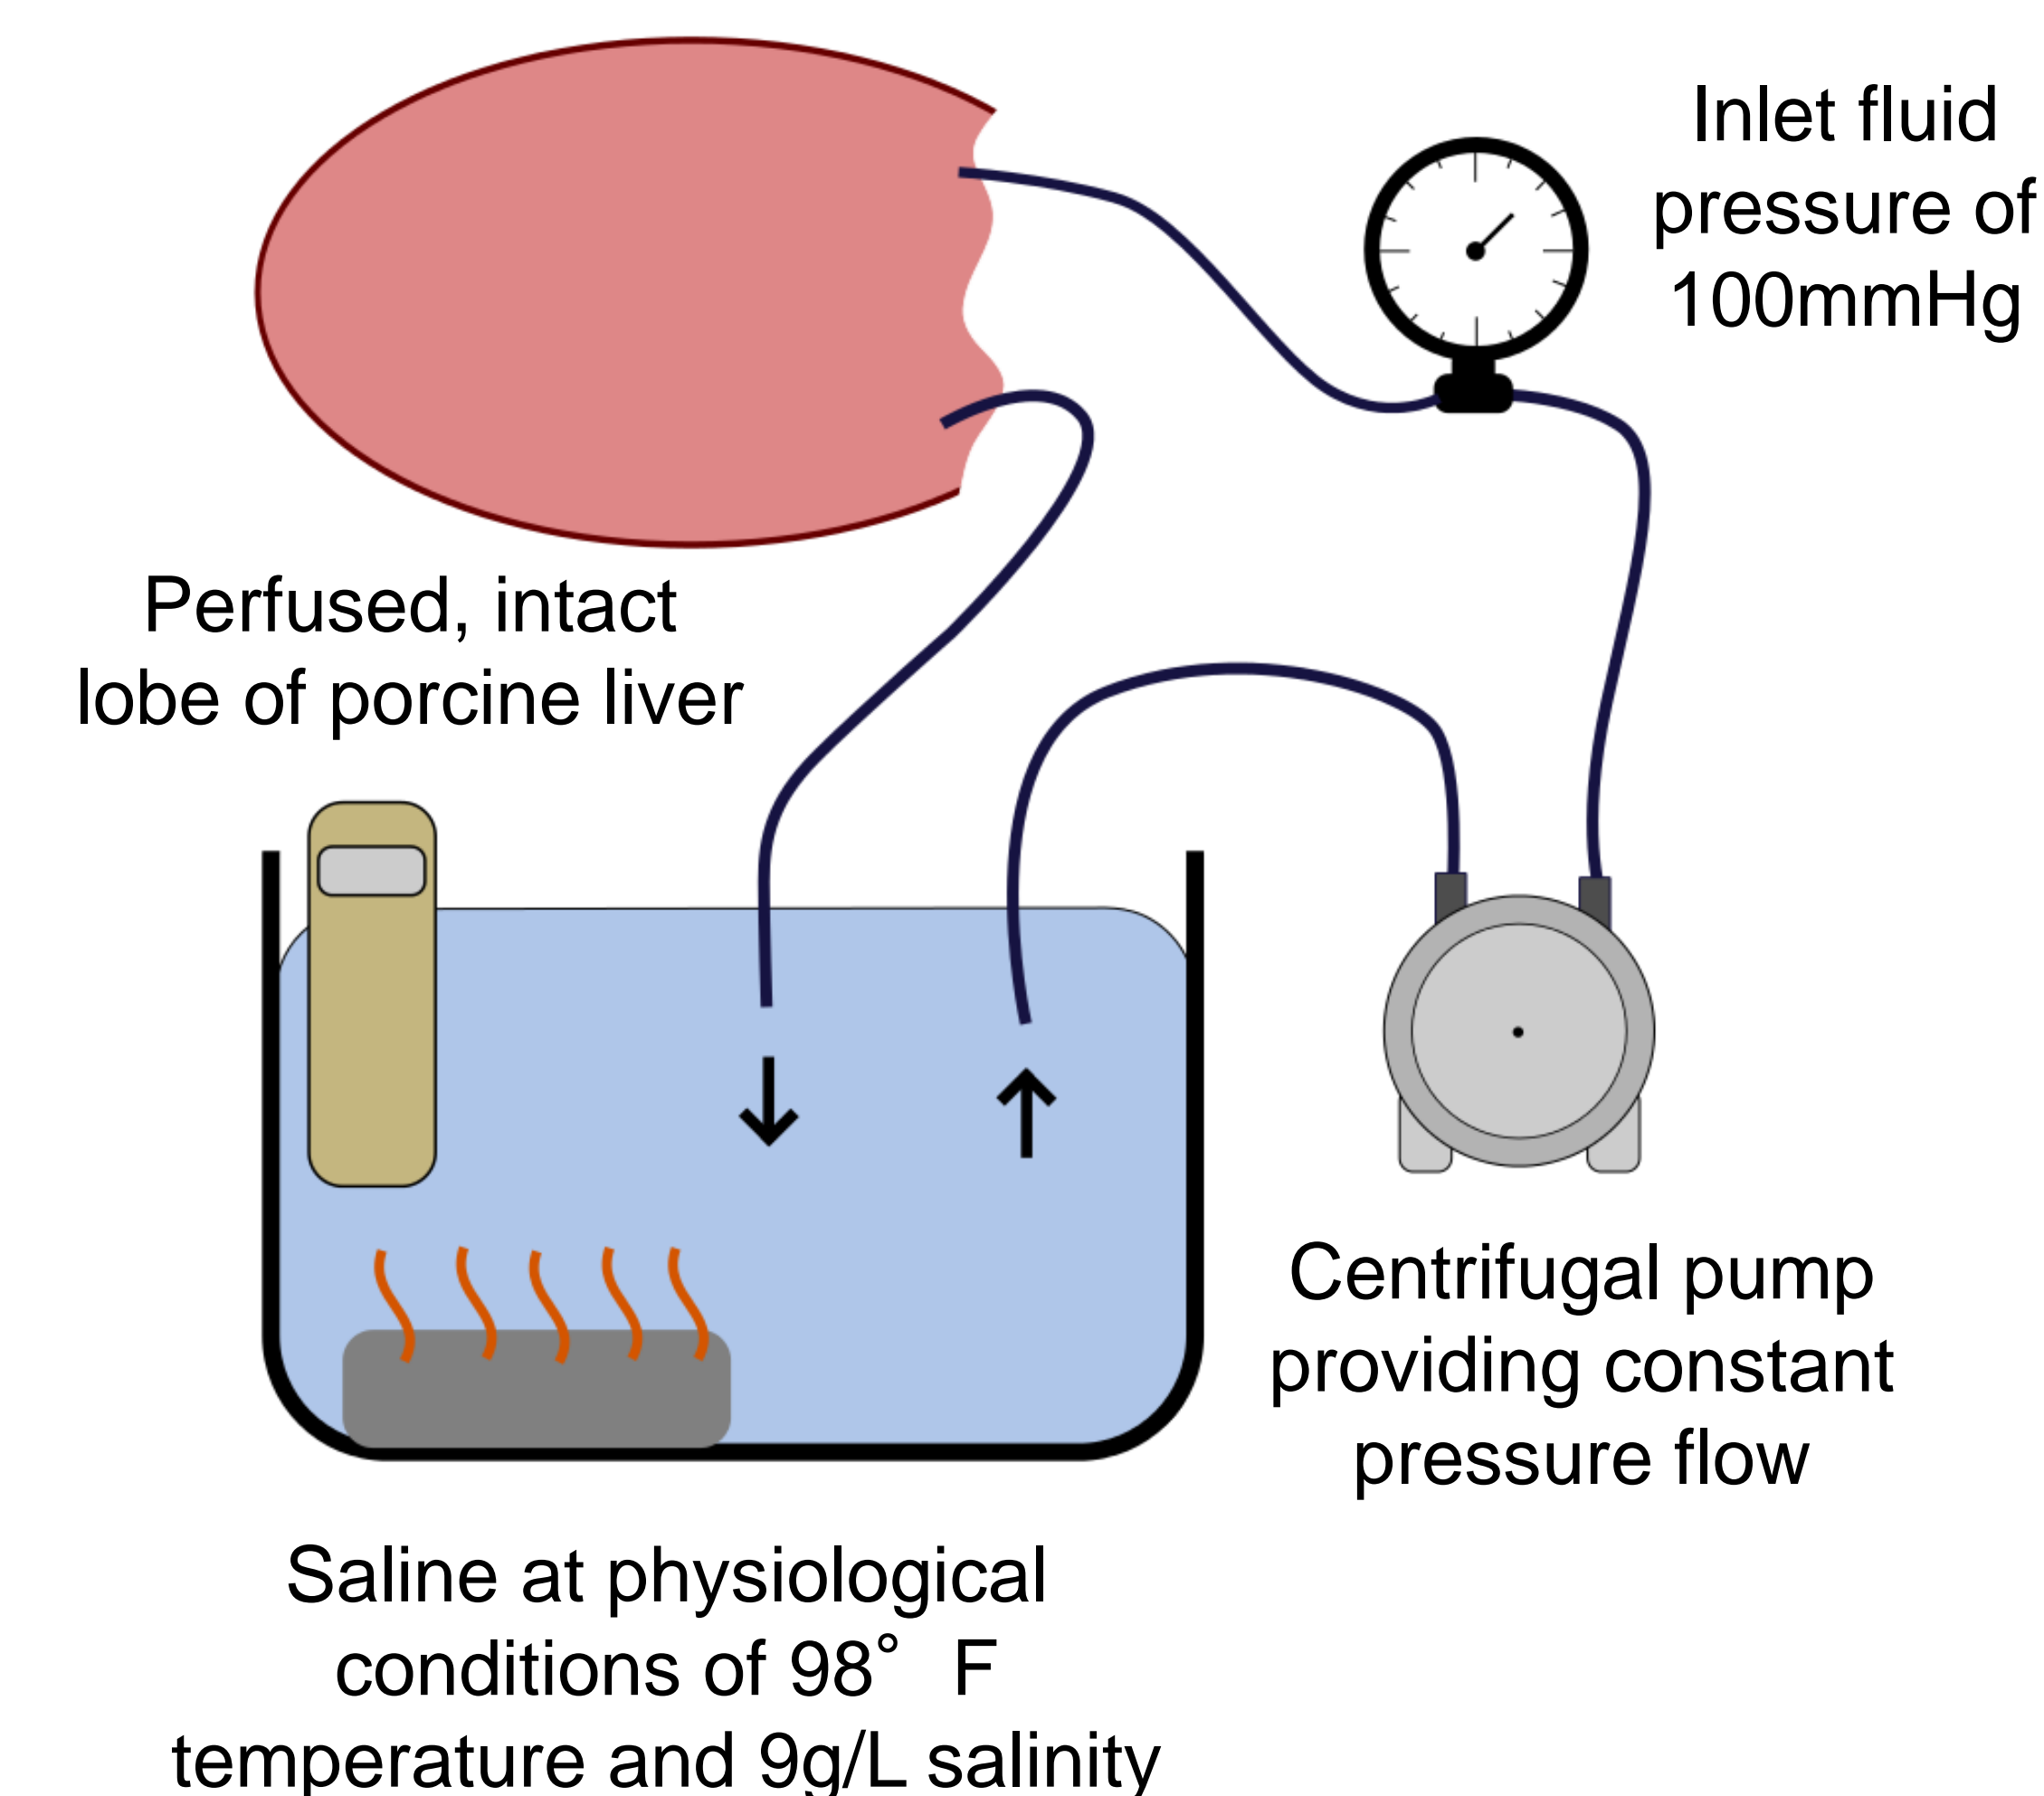 Inlet fluid
pressure of
100mmHg
Perfused, intact
lobe of porcine liver
Centrifugal pump
providing constant
pressure flow
Saline at physiological
conditions of 98° F
temperature and 9g/L salinity